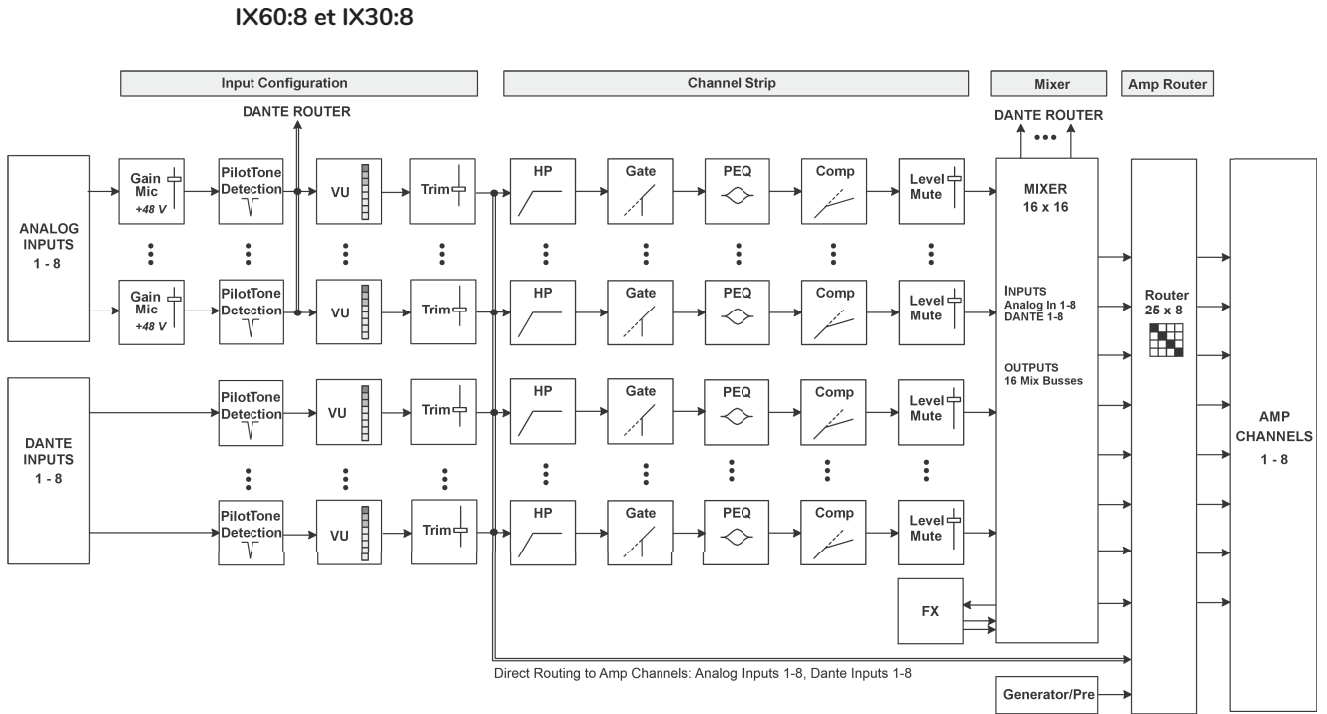 IX60:8 et IX30:8
Input Configuration
Channel Strip
Mixer
Amp Router
DANTE ROUTER
DANTE ROUTER
ANALOG
INPUTS
1 - 8
Gain
Mic
+48 V
PilotTone
Detection
VU
Trim
HP
Gate
PEQ
Comp
Level
Mute
MIXER
16 x 16
Gain
Mic
+48 V
PilotTone
Detection
VU
Trim
HP
Gate
PEQ
Comp
Level
Mute
INPUTS
Analog In 1-8
DANTE 1-8
OUTPUTS
16 Mix Busses
Router
25 x 8
AMP
CHANNELS
1 - 8
DANTE
INPUTS
1 - 8
PilotTone
Detection
VU
Trim
HP
Gate
PEQ
Comp
Level
Mute
PilotTone
Detection
VU
Trim
HP
Gate
PEQ
Comp
Level
Mute
FX
Direct Routing to Amp Channels: Analog Inputs 1-8, Dante Inputs 1-8
Generator/Pre